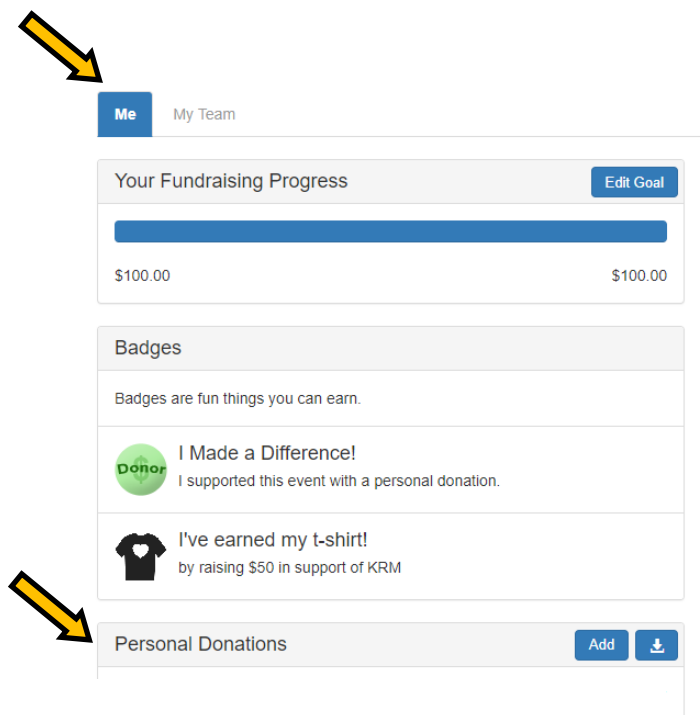 Me My Team
Your Fundraising Progress Edit Goal
$100.00 $100.00
Badges
Badges are fun things you can earn.
Donor
I Made a Difference!
I supported this event with a personal donation.
I've earned my t-shirt!
by raising $50 in support of KRM
Personal Donations Add